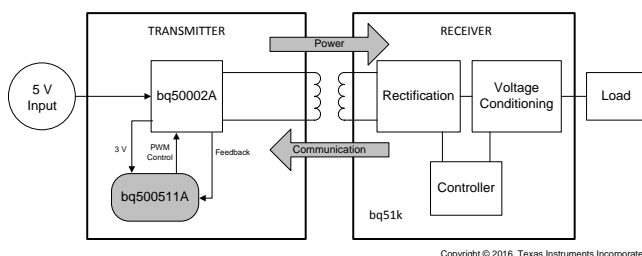 TRANSMITTER
Power
RECEIVER
5 V
Input
bq50002A
Rectification
Voltage
Conditioning
Load
3 V
PWM
Control
Feedback
Communication
bq500511A
Controller
bq51k
Copyright © 2016, Texas Instruments Incorporate